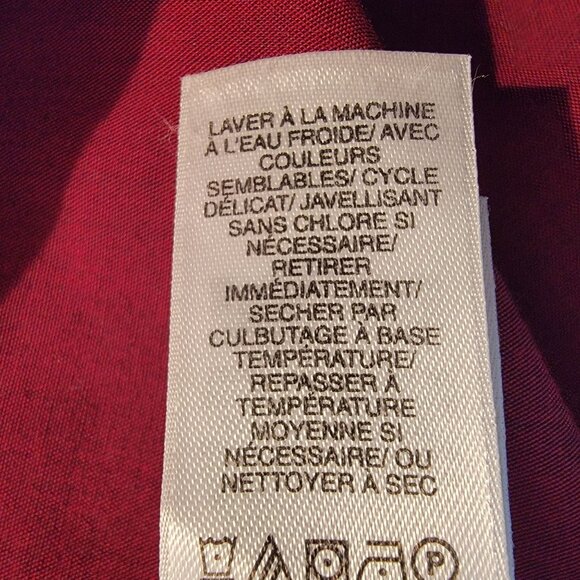 LAVER À LA MACHINE
À L'EAU FROIDE/ AVEC
COULEURS
SEMBLABLES/ CYCLE
DÉLICAT/ JAVELLISANT
SANS CHLORE SI
NÉCESSAIRE/
RETIRER
IMMÉDIATEMENT/
SECHER PAR
CULBUTAGE À BASE
TEMPÉRATURE/
REPASSER À
TEMPÉRATURE
MOYENNE SI
NÉCESSAIRE/ OU
NETTOYER À SEC
P